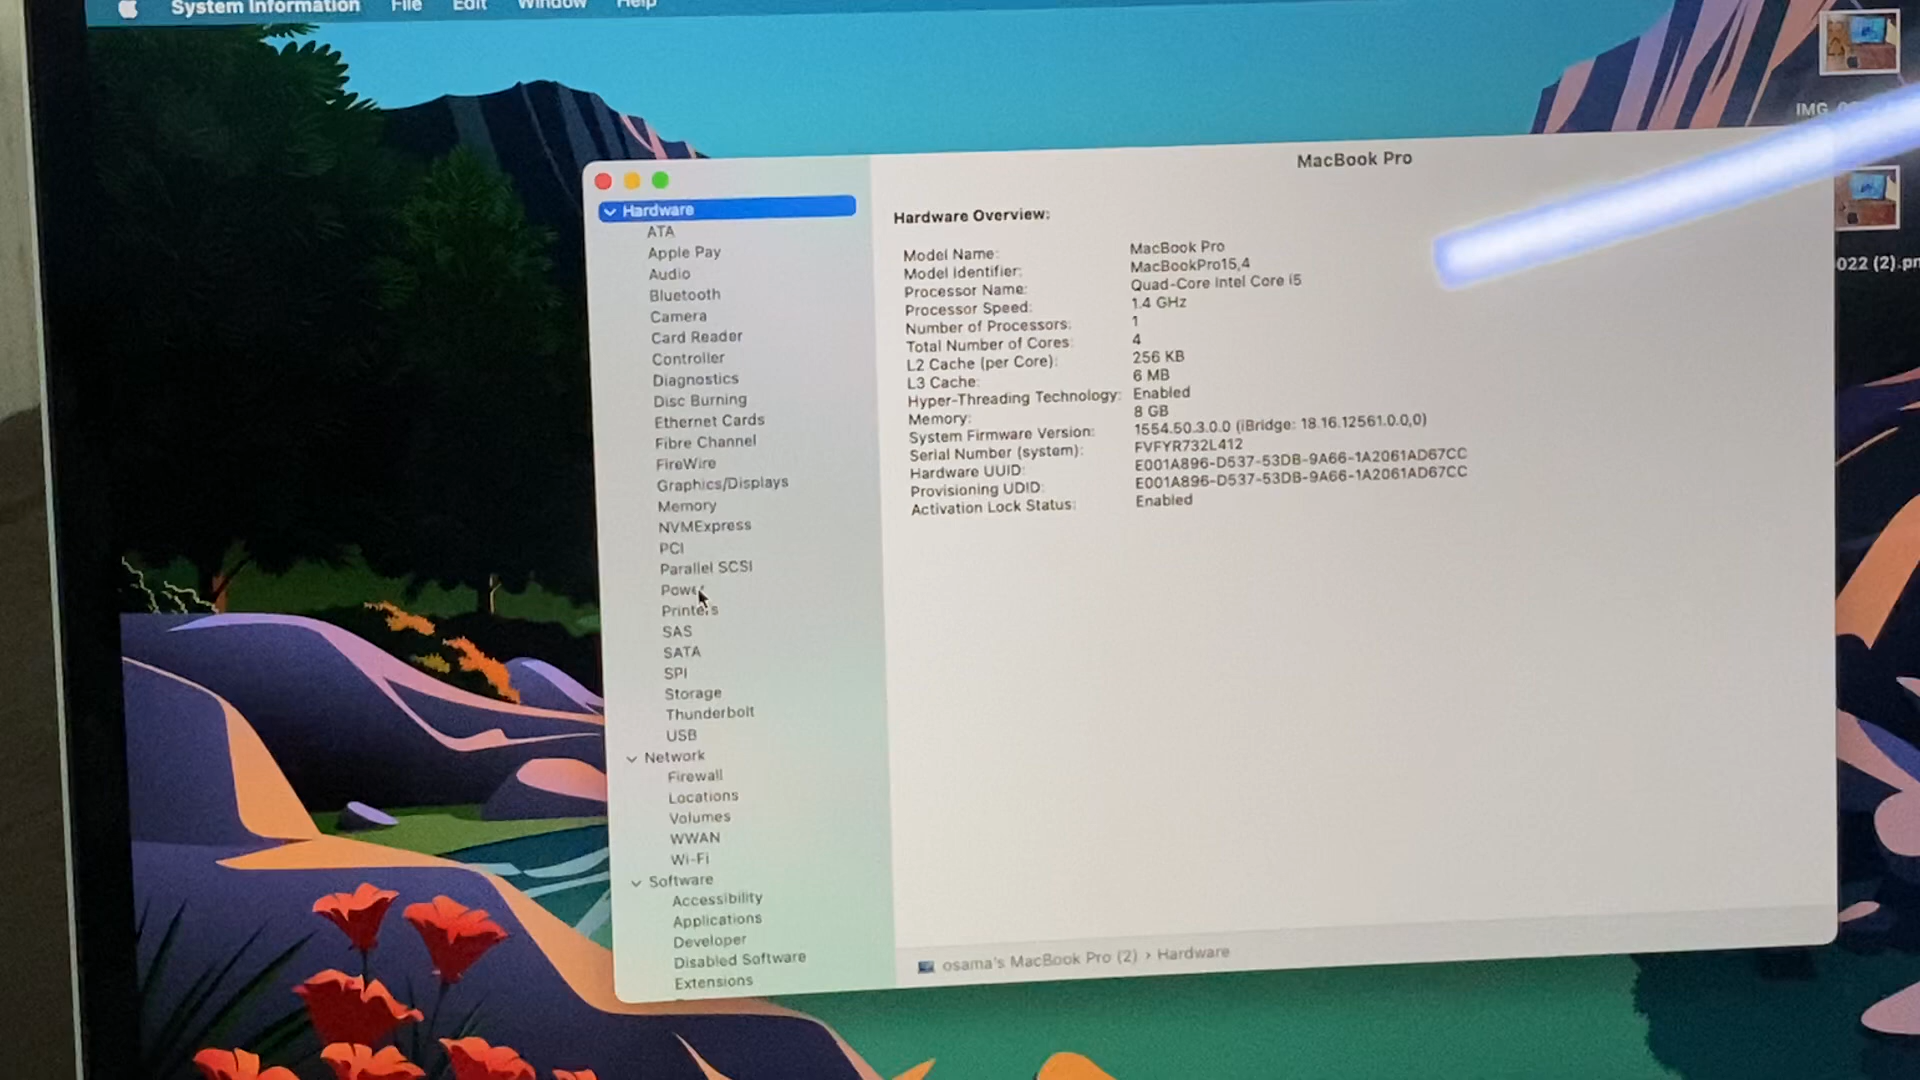 System Information File Edit Window Help
IMG
022 (2).pn
MacBook Pro
Hardware
ATA
Apple Pay
Audio
Bluetooth
Camera
Card Reader
Controller
Diagnostics
Disc Burning
Ethernet Cards
Fibre Channel
FireWire
Graphics/Displays
Memory
NVMExpress
PCI
Parallel SCSI
Power
Printers
SAS
SATA
SPI
Storage
Thunderbolt
USB
Network
Firewall
Locations
Volumes
WWAN
Wi-Fi
Software
Accessibility
Applications
Developer
Disabled Software
Extensions
Hardware Overview:
Model Name: MacBook Pro
Model Identifier: MacBookPro15,4
Processor Name: Quad-Core Intel Core i5
Processor Speed: 1.4 GHz
Number of Processors: 1
Total Number of Cores: 4
L2 Cache (per Core): 256 KB
L3 Cache: 6 MB
Hyper-Threading Technology: Enabled
Memory: 8 GB
System Firmware Version: 1554.50.3.0.0 (iBridge: 18.16.12561.0.0,0)
Serial Number (system): FVFYR732L412
Hardware UUID: E001A896-D537-53DB-9A66-1A2061AD67CC
Provisioning UDID: E001A896-D537-53DB-9A66-1A2061AD67CC
Activation Lock Status: Enabled
osama's MacBook Pro (2) › Hardware